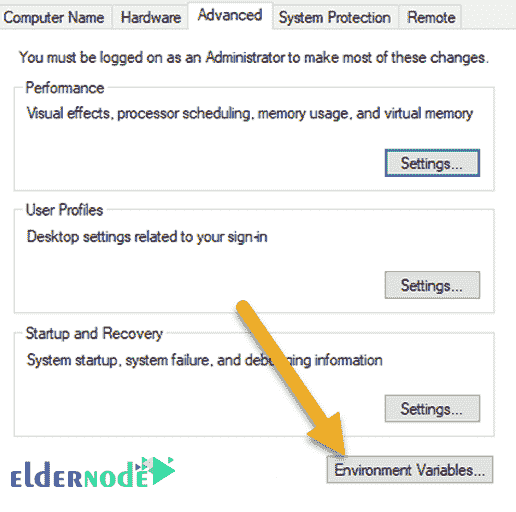 Computer Name Hardware Advanced System Protection Remote
You must be logged on as an Administrator to make most of these changes.
Performance
Visual effects, processor scheduling, memory usage, and virtual memory
Settings...
User Profiles
Desktop settings related to your sign-in
Settings...
Startup and Recovery
System startup, system failure, and debugging information
Settings...
Environment Variables...
ELDERNODE